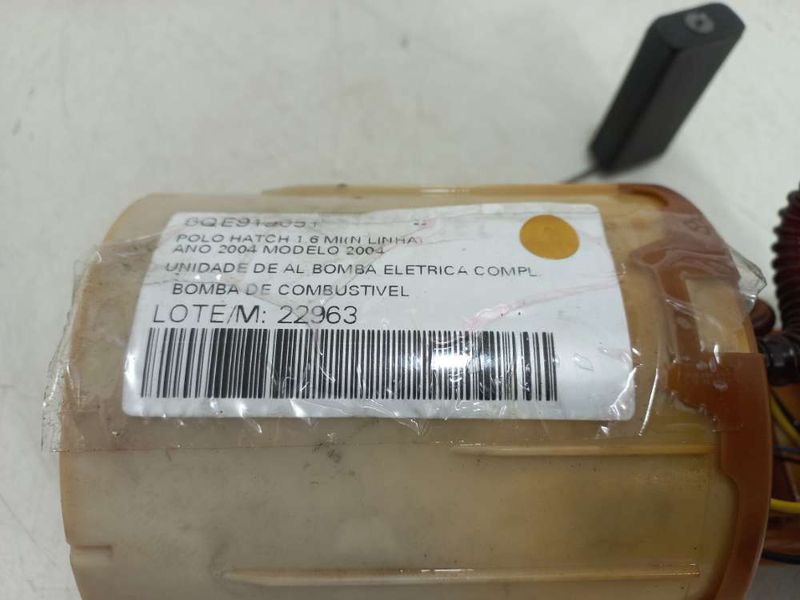 POLO HATCH 1.6 MI(N LINHA)
ANO 2004 MODELO 2004
UNIDADE DE AL BOMBA ELETRICA COMPL.
BOMBA DE COMBUSTIVEL
LOTE/M: 22963